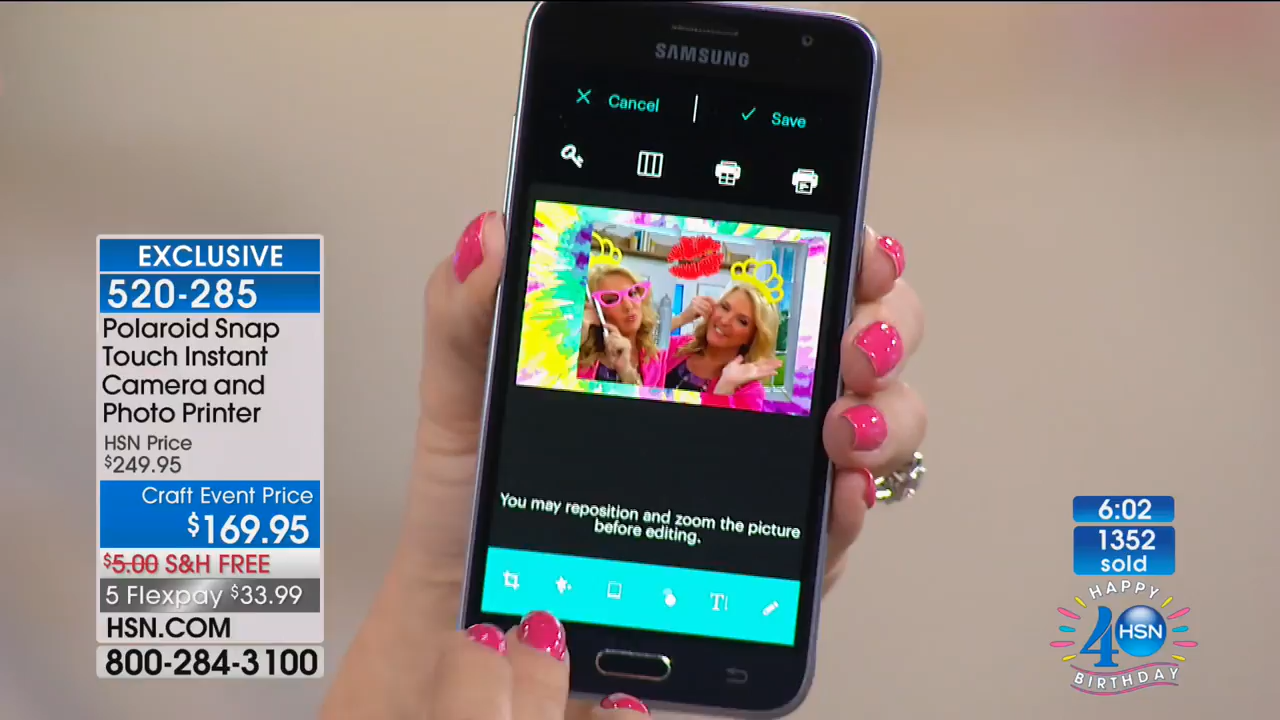 SAMSUNG
Cancel
Save
You may reposition and zoom the picture
before editing.
T
EXCLUSIVE
520-285
Polaroid Snap
Touch Instant
Camera and
Photo Printer
HSN Price
$249.95
Craft Event Price
$169.95
$5.00 S&H FREE
5 Flexpay $33.99
HSN.COM
800-284-3100
6:02
1352
sold
HAPPY
40
HSN
BIRTHDAY